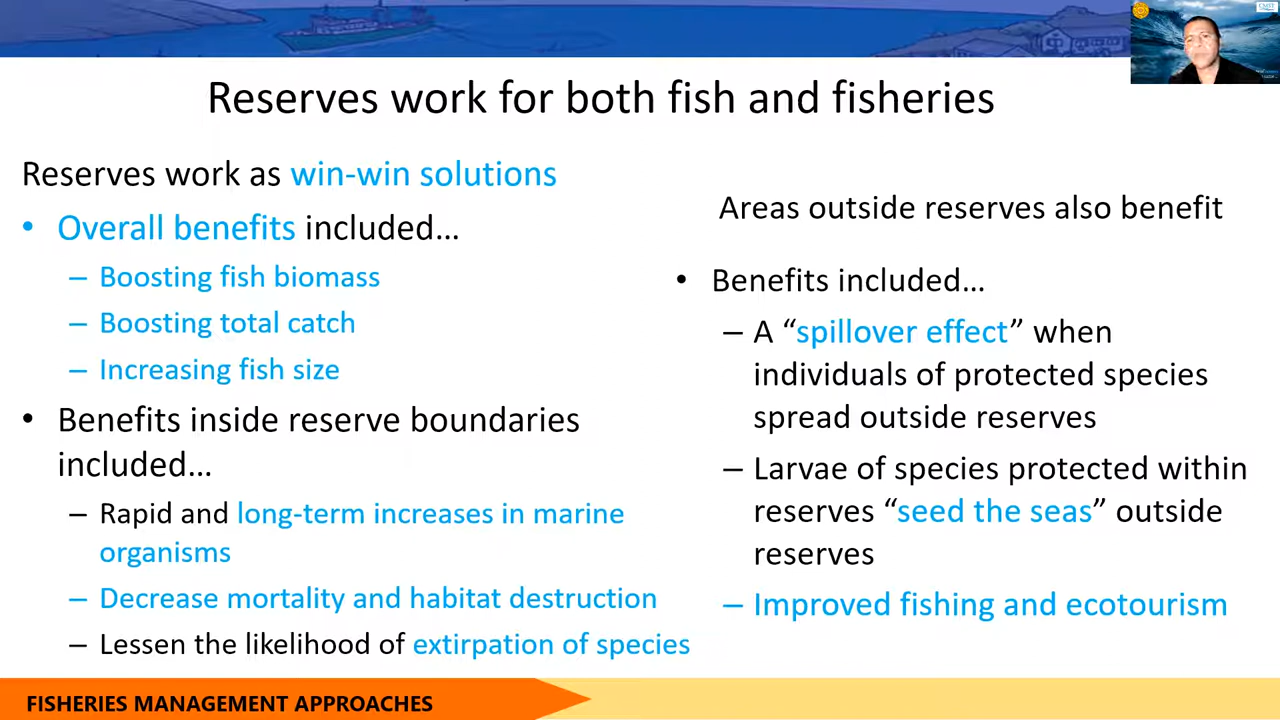 Reserves work for both fish and fisheries
Reserves work as win-win solutions
• Overall benefits included…
– Boosting fish biomass
– Boosting total catch
– Increasing fish size
• Benefits inside reserve boundaries
included…
– Rapid and long-term increases in marine
organisms
– Decrease mortality and habitat destruction
– Lessen the likelihood of extirpation of species
Areas outside reserves also benefit
• Benefits included…
– A “spillover effect” when
individuals of protected species
spread outside reserves
– Larvae of species protected within
reserves “seed the seas” outside
reserves
– Improved fishing and ecotourism
FISHERIES MANAGEMENT APPROACHES